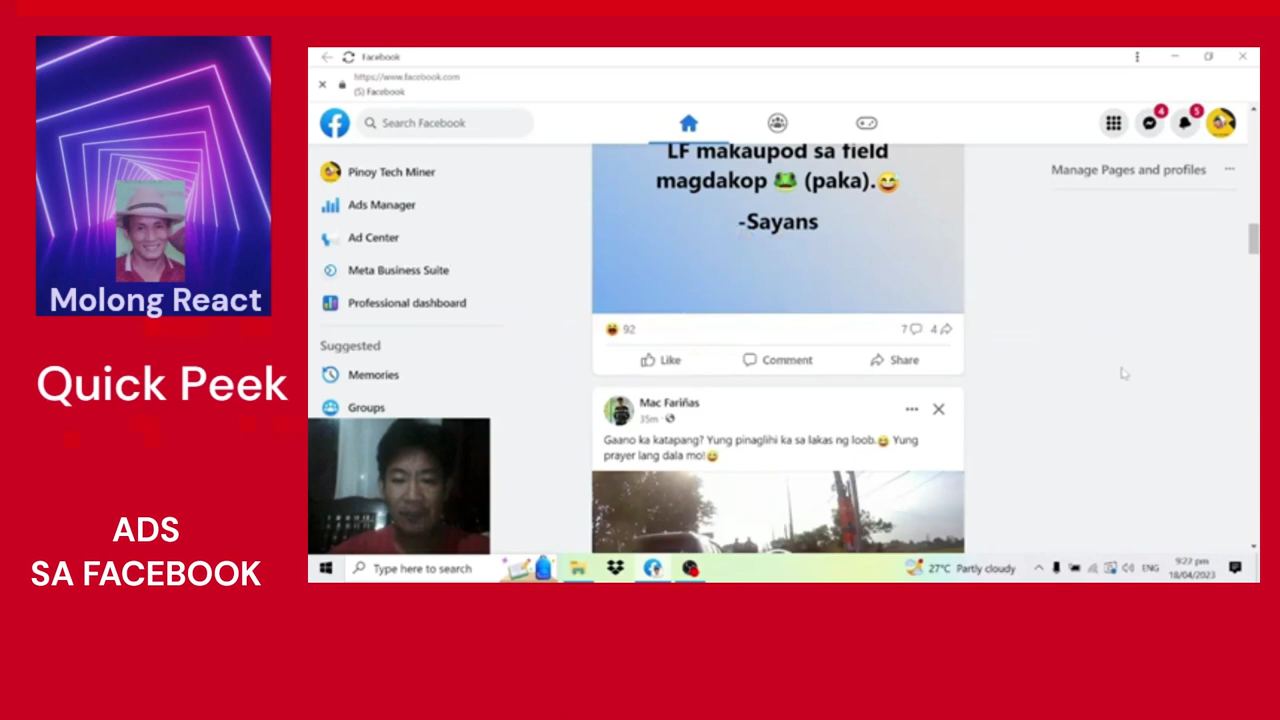 Molong React
Quick Peek
ADS
SA FACEBOOK
Facebook
https://www.facebook.com
(5) Facebook
Search Facebook
4
5
Pinoy Tech Miner
Ads Manager
Ad Center
Meta Business Suite
Professional dashboard
Suggested
Memories
Groups
LF makaupod sa field
magdakop 🐸 (paka).😅
-Sayans
92
7
4
Like
Comment
Share
Mac Fariñas
35m
Gaano ka katapang? Yung pinaglihi ka sa lakas ng loob.😅 Yung
prayer lang dala mo!😅
Manage Pages and profiles
Type here to search
27°C Partly cloudy
ENG
9:27 pm
18/04/2023